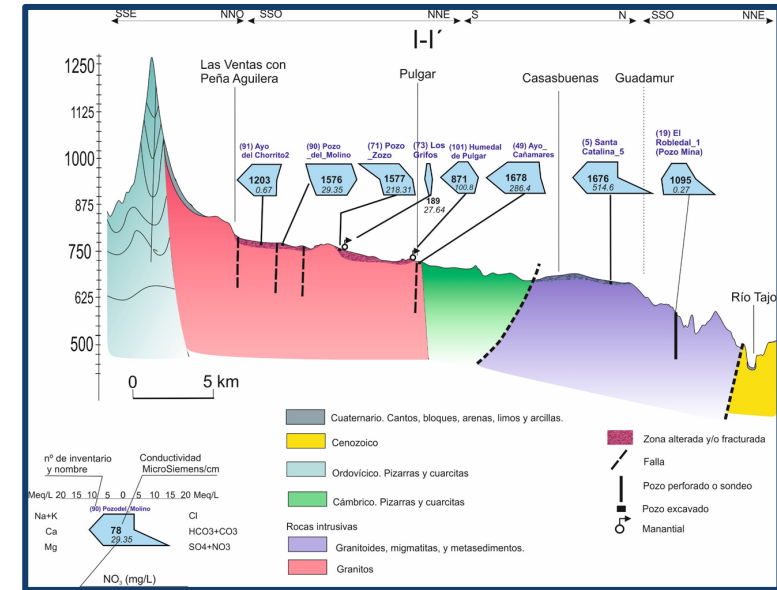 SSE NNO SSO NNE S N SSO NNE
I-I´
Las Ventas con
Peña Aguilera
Pulgar
Casasbuenas
Guadamur
1250
1125
1000
875
750
625
500
(91) Ayo
del Chorrito2
1203
0.67
(90) Pozo
_del_Molino
1576
29.35
(71) Pozo
_Zozo
1577
218.31
(73) Los
Grifos
189
27.64
(101) Humedal
de Pulgar
871
100.8
(49) Ayo_
Cañamares
1678
286.4
(5) Santa
Catalina_5
1676
514.6
(19) El
Robledal_1
(Pozo Mina)
1095
0.27
Río Tajo
0 5 km
Cuaternario. Cantos, bloques, arenas, limos y arcillas.
Cenozoico
Ordovícico. Pizarras y cuarcitas
Cámbrico. Pizarras y cuarcitas
Rocas intrusivas
Granitoides, migmatitas, y metasedimentos.
Granitos
Zona alterada y/o fracturada
Falla
Pozo perforado o sondeo
Pozo excavado
Manantial
nº de inventario
y nombre
Conductividad
MicroSiemens/cm
Meq/L 20 15 10 5 0 5 10 15 20 Meq/L
(90) Pozodel_Molino
Na+K Cl
Ca 78 HCO3+CO3
29.35
Mg SO4+NO3
NO3 (mg/L)